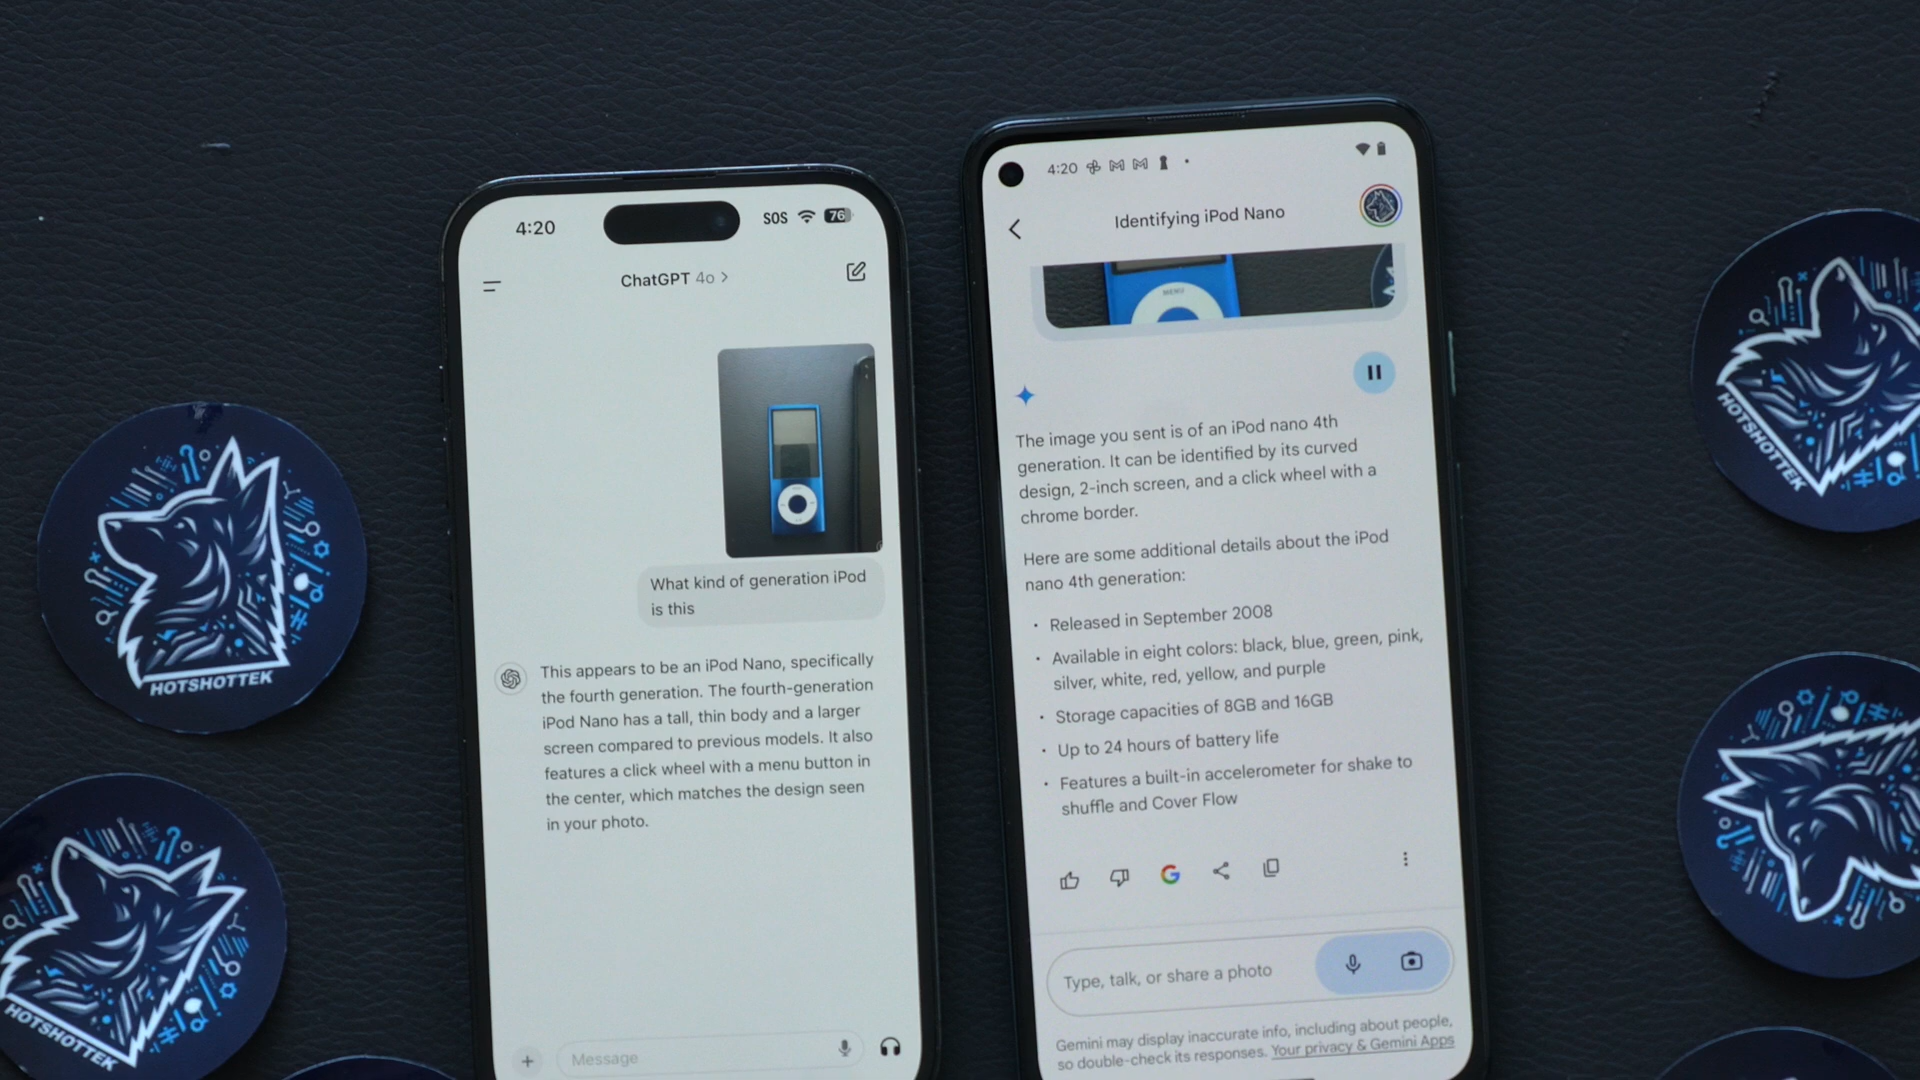 4:20
SOS
76
ChatGPT 4o >
What kind of generation iPod
is this
This appears to be an iPod Nano, specifically
the fourth generation. The fourth-generation
iPod Nano has a tall, thin body and a larger
screen compared to previous models. It also
features a click wheel with a menu button in
the center, which matches the design seen
in your photo.
Message
4:20
Identifying iPod Nano
MENU
The image you sent is of an iPod nano 4th
generation. It can be identified by its curved
design, 2-inch screen, and a click wheel with a
chrome border.
Here are some additional details about the iPod
nano 4th generation:
• Released in September 2008
• Available in eight colors: black, blue, green, pink,
silver, white, red, yellow, and purple
• Storage capacities of 8GB and 16GB
• Up to 24 hours of battery life
• Features a built-in accelerometer for shake to
shuffle and Cover Flow
Type, talk, or share a photo
Gemini may display inaccurate info, including about people,
so double-check its responses. Your privacy & Gemini Apps
HOTSHOTTEK
HOTSHOTTEK
HOTSHOTTEK